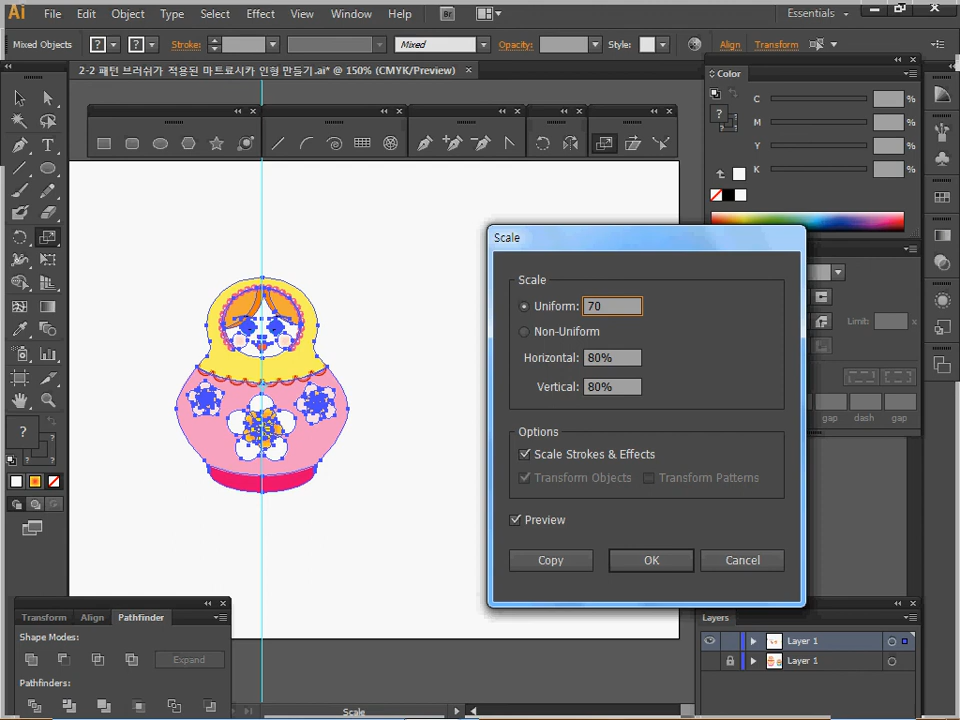 Ai File Edit Object Type Select Effect View Window Help Br Essentials
Mixed Objects ? ? Stroke: Mixed Opacity: Style: Align Transform
2-2 패턴 브러쉬가 적용된 마트료시카 인형 만들기.ai* @ 150% (CMYK/Preview)
Color
C %
? M %
Y %
K %
Scale
Scale
Uniform: 70
Non-Uniform
Horizontal: 80%
Vertical: 80%
Limit: x
gap dash gap
Options
Scale Strokes & Effects
Transform Objects Transform Patterns
Preview
Copy OK Cancel
?
Transform Align Pathfinder
Shape Modes:
Expand
Pathfinders:
Layers
Layer 1
Layer 1
Scale